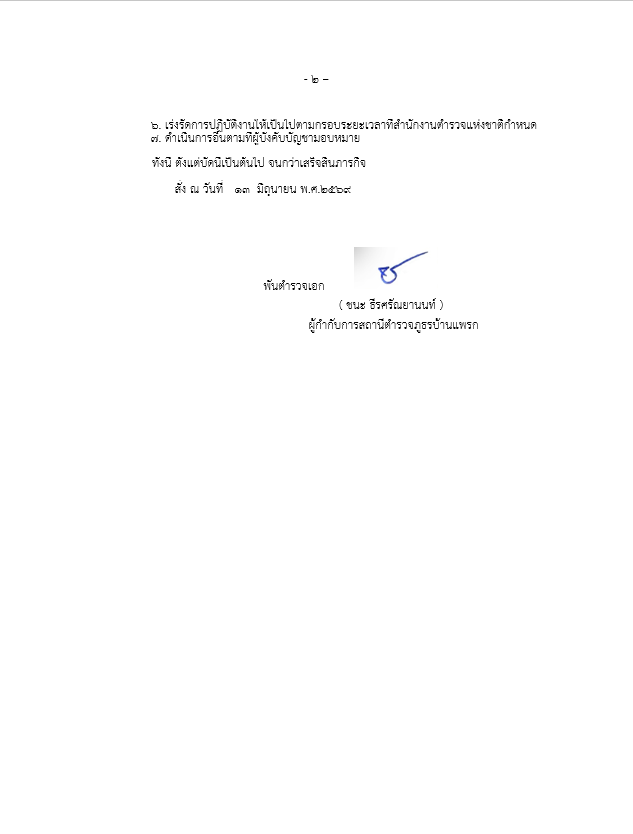 - ๒ –
๖. เร่งรัดการปฏิบัติงานให้เป็นไปตามกรอบระยะเวลาที่สำนักงานตำรวจแห่งชาติกำหนด
๗. ดำเนินการอื่นตามที่ผู้บังคับบัญชามอบหมาย
ทั้งนี้ ตั้งแต่บัดนี้เป็นต้นไป จนกว่าเสร็จสิ้นภารกิจ
สั่ง ณ วันที่ ๑๓ มิถุนายน พ.ศ.๒๕๖๙
พันตำรวจเอก
( ชนะ ธีรศรัณยานนท์ )
ผู้กำกับการสถานีตำรวจภูธรบ้านแพรก